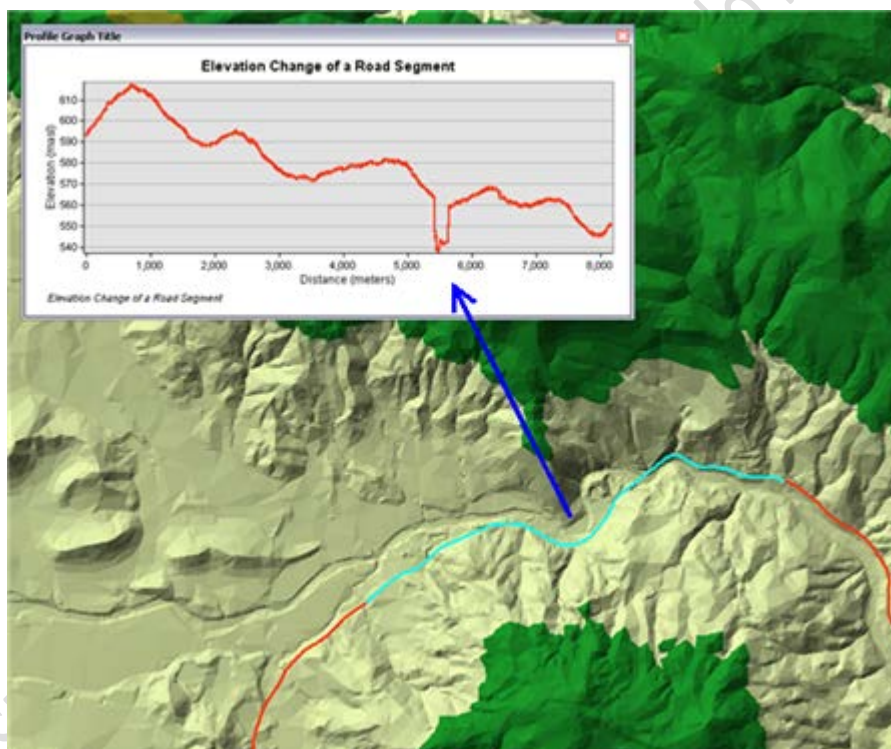 Profile Graph Title
Elevation Change of a Road Segment
Elevation (masl)
610
600
590
580
570
560
550
540
0 1,000 2,000 3,000 4,000 5,000 6,000 7,000 8,000
Distance (meters)
Elevation Change of a Road Segment